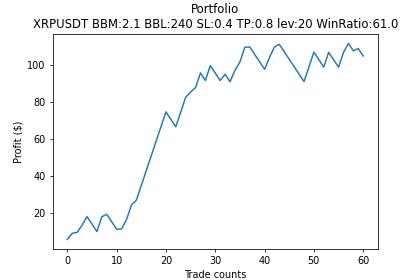 Portfolio
XRPUSDT BBM:2.1 BBL:240 SL:0.4 TP:0.8 lev:20 WinRatio:61.0
100
80
60
40
20
Profit ($)
0 10 20 30 40 50 60
Trade counts